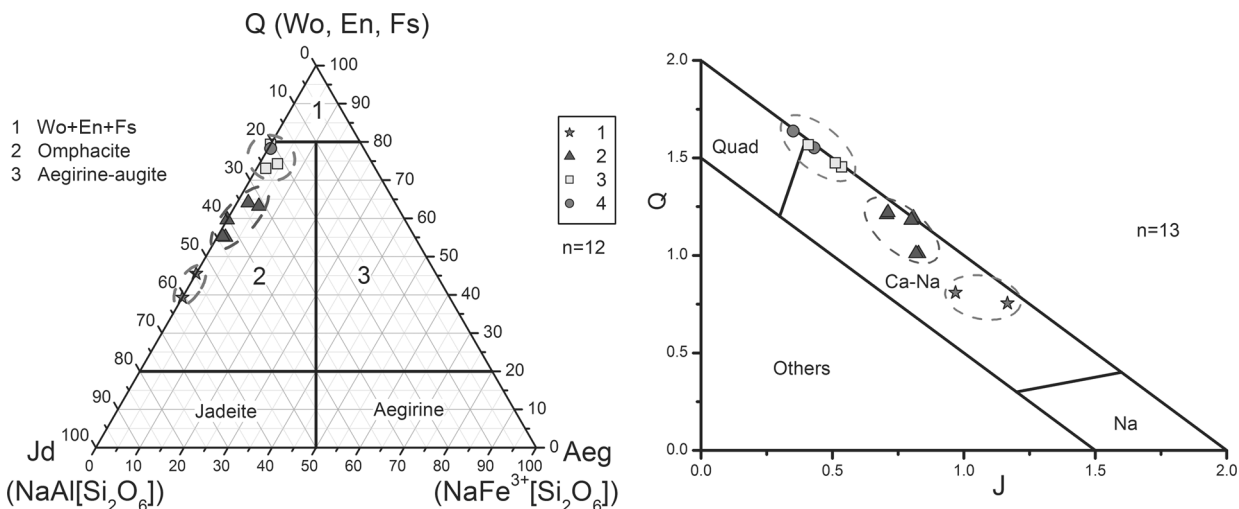 Q (Wo, En, Fs)
1 Wo+En+Fs
2 Omphacite
3 Aegirine-augite
0
10
20
30
40
50
60
70
80
90
100
100
90
80
70
60
50
40
30
20
10
0
1
2
3
Jadeite
Aegirine
0 10 20 30 40 50 60 70 80 90 100
Jd
(NaAl[Si₂O₆])
Aeg
(NaFe³⁺[Si₂O₆])
1
2
3
4
n=12
2.0
1.5
1.0
0.5
0.0
Q
Quad
Ca-Na
Others
Na
n=13
0.0 0.5 1.0 1.5 2.0
J